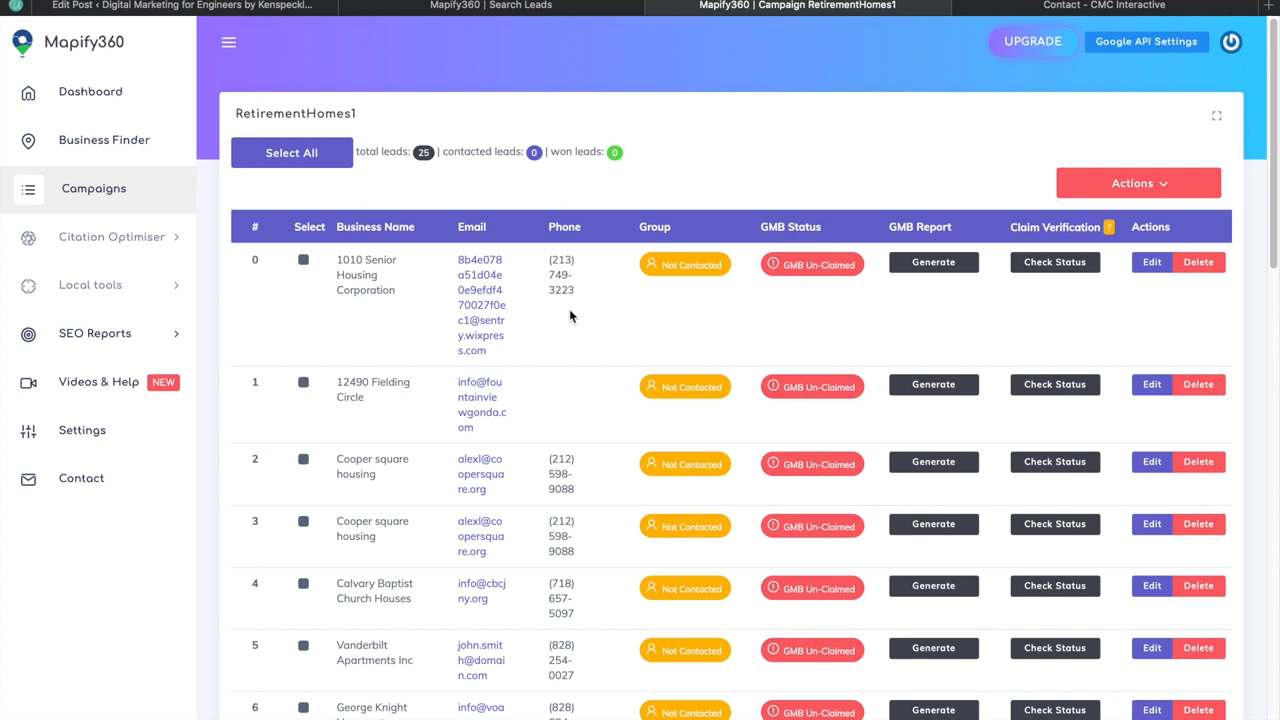 Edit Post ‹ Digital Marketing for Engineers by Kenspeckl...
Mapify360 | Search Leads
Mapify360 | Campaign RetirementHomes1
Contact - CMC Interactive
Mapify360
UPGRADE
Google API Settings
Dashboard
Business Finder
Campaigns
Citation Optimiser
Local tools
SEO Reports
Videos & Help NEW
Settings
Contact
RetirementHomes1
Select All
total leads: 25 | contacted leads: 0 | won leads: 0
Actions
# Select Business Name Email Phone Group GMB Status GMB Report Claim Verification ? Actions
0 1010 Senior 8b4e078 (213) Not Contacted GMB Un-Claimed Generate Check Status Edit Delete
Housing a51d04e 749-
Corporation 0e9efdf4 3223
70027f0e
c1@sentr
y.wixpres
s.com
1 12490 Fielding info@fou Not Contacted GMB Un-Claimed Generate Check Status Edit Delete
Circle ntainvie
wgonda.c
om
2 Cooper square alexl@co (212) Not Contacted GMB Un-Claimed Generate Check Status Edit Delete
housing opersqua 598-
re.org 9088
3 Cooper square alexl@co (212) Not Contacted GMB Un-Claimed Generate Check Status Edit Delete
housing opersqua 598-
re.org 9088
4 Calvary Baptist info@cbcj (718) Not Contacted GMB Un-Claimed Generate Check Status Edit Delete
Church Houses ny.org 657-
5097
5 Vanderbilt john.smit (828) Not Contacted GMB Un-Claimed Generate Check Status Edit Delete
Apartments Inc h@domai 254-
n.com 0027
6 George Knight info@voa (828) Not Contacted GMB Un-Claimed Generate Check Status Edit Delete